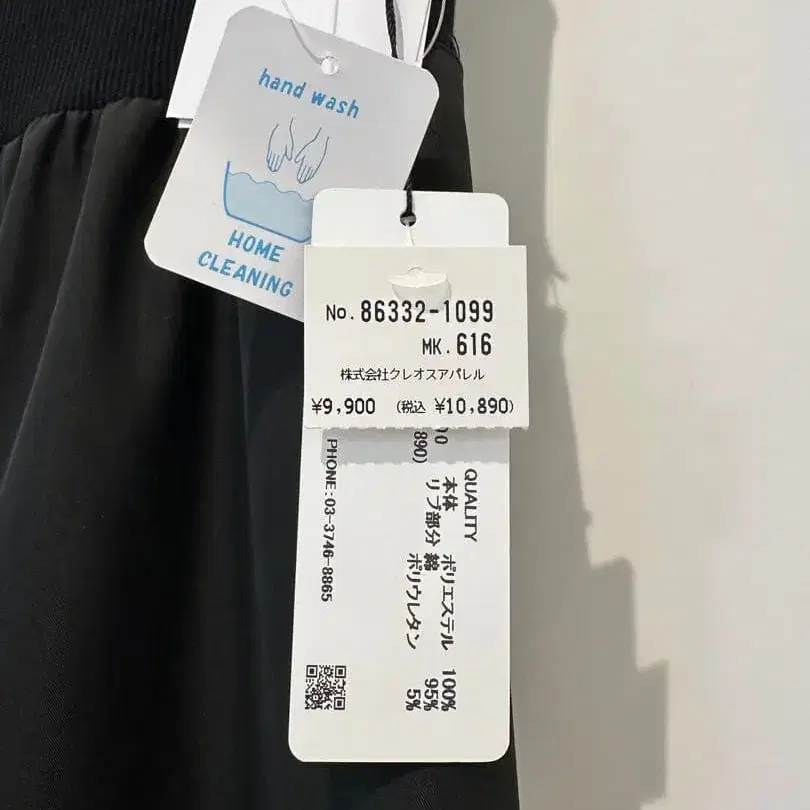 hand wash
HOME
CLEANING
No. 86332-1099
MK. 616
株式会社クレオスアパレル
¥9,900 (税込 ¥10,890)
890)
QUALITY
本体 ポリエステル 100%
リブ部分 綿 95%
ポリウレタン 5%
PHONE:03-3746-8865